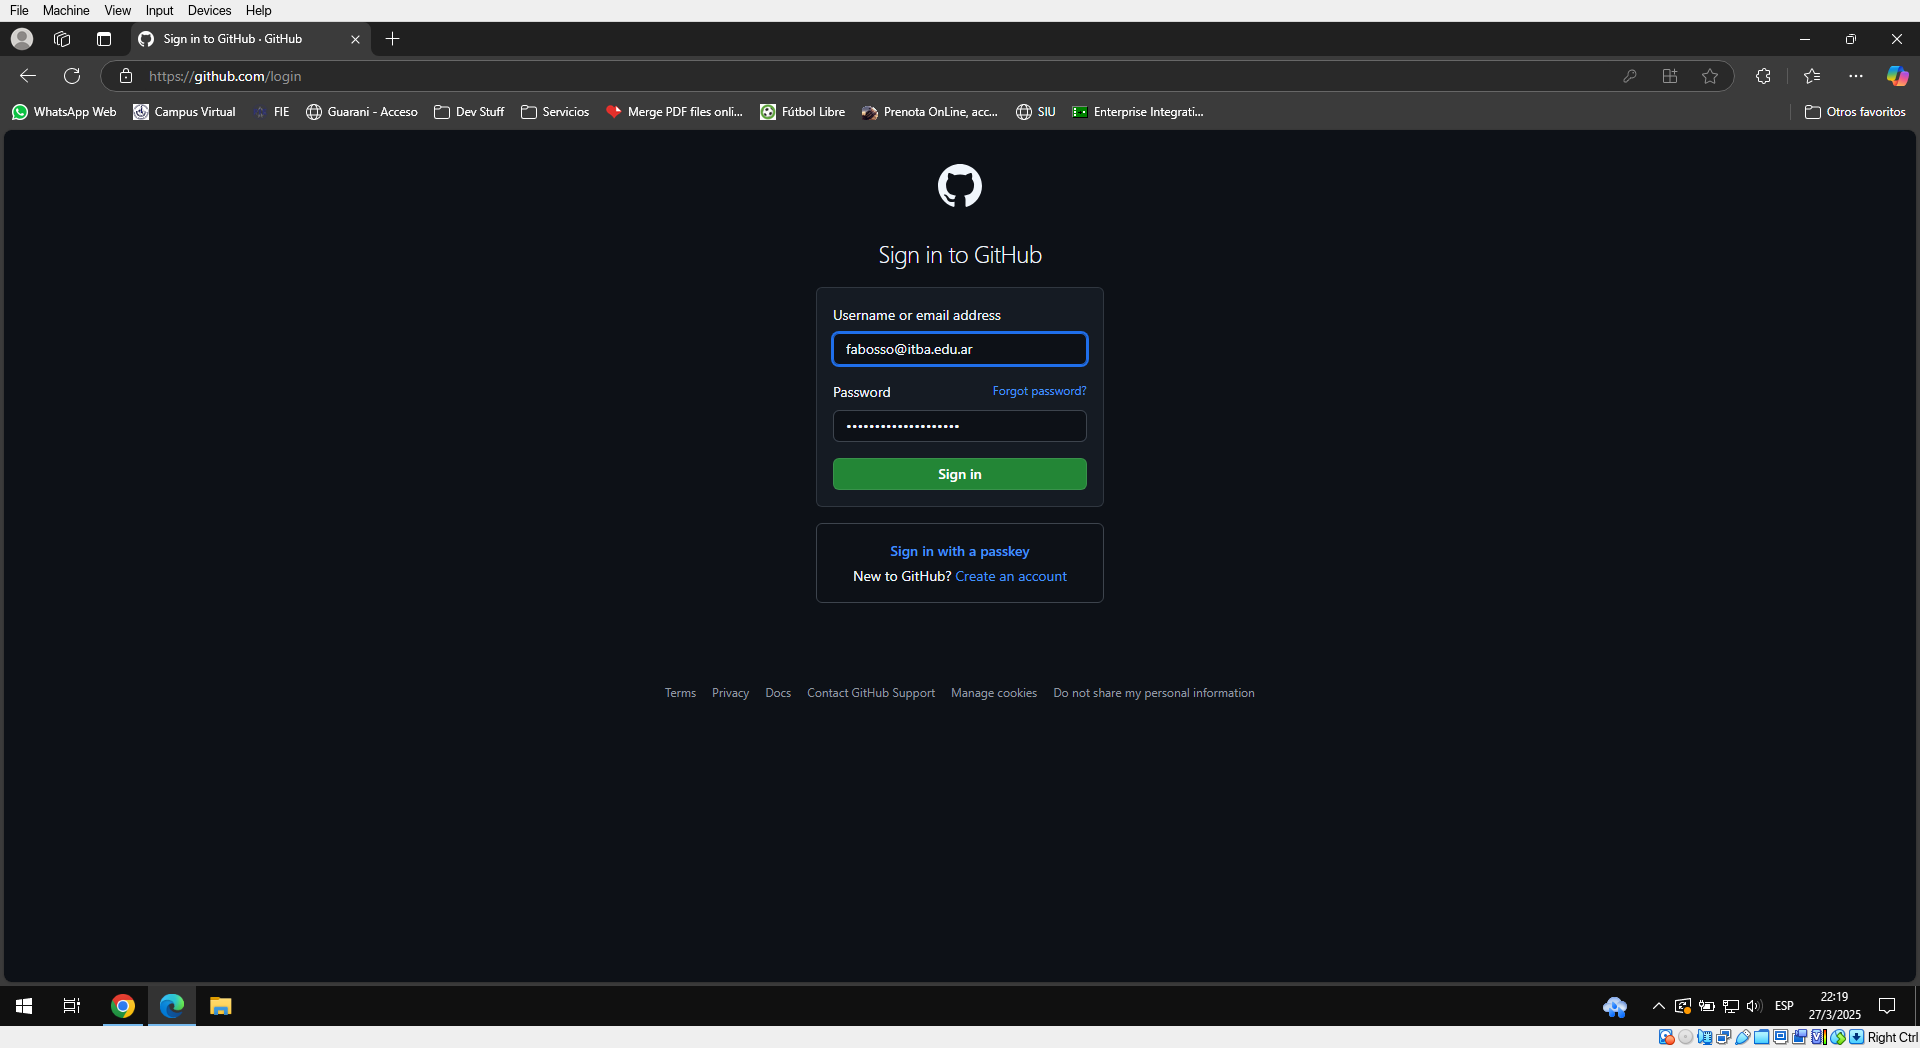 File Machine View Input Devices Help
Sign in to GitHub · GitHub
https://github.com/login
WhatsApp Web Campus Virtual FIE Guarani - Acceso Dev Stuff Servicios Merge PDF files onli... Fútbol Libre Prenota OnLine, acc... SIU Enterprise Integrati... Otros favoritos
Sign in to GitHub
Username or email address
fabosso@itba.edu.ar
Password Forgot password?
••••••••••••••••••••
Sign in
Sign in with a passkey
New to GitHub? Create an account
Terms Privacy Docs Contact GitHub Support Manage cookies Do not share my personal information
ESP
22:19
27/3/2025
Right Ctrl